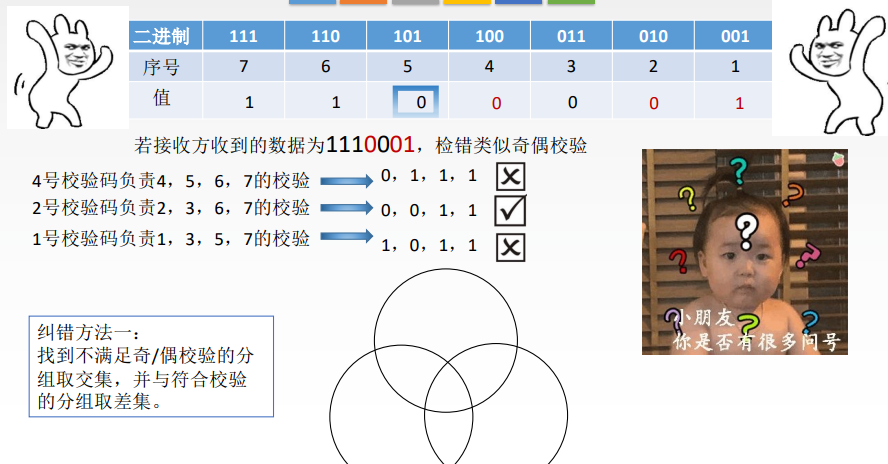 二进制 111 110 101 100 011 010 001
序号 7 6 5 4 3 2 1
值 1 1 0 0 0 0 1
若接收方收到的数据为1110001，检错类似奇偶校验
4号校验码负责4，5，6，7的校验 0，1，1，1
2号校验码负责2，3，6，7的校验 0，0，1，1
1号校验码负责1，3，5，7的校验 1，0，1，1
纠错方法一：
找到不满足奇/偶校验的分
组取交集，并与符合校验
的分组取差集。
小朋友
你是否有很多问号